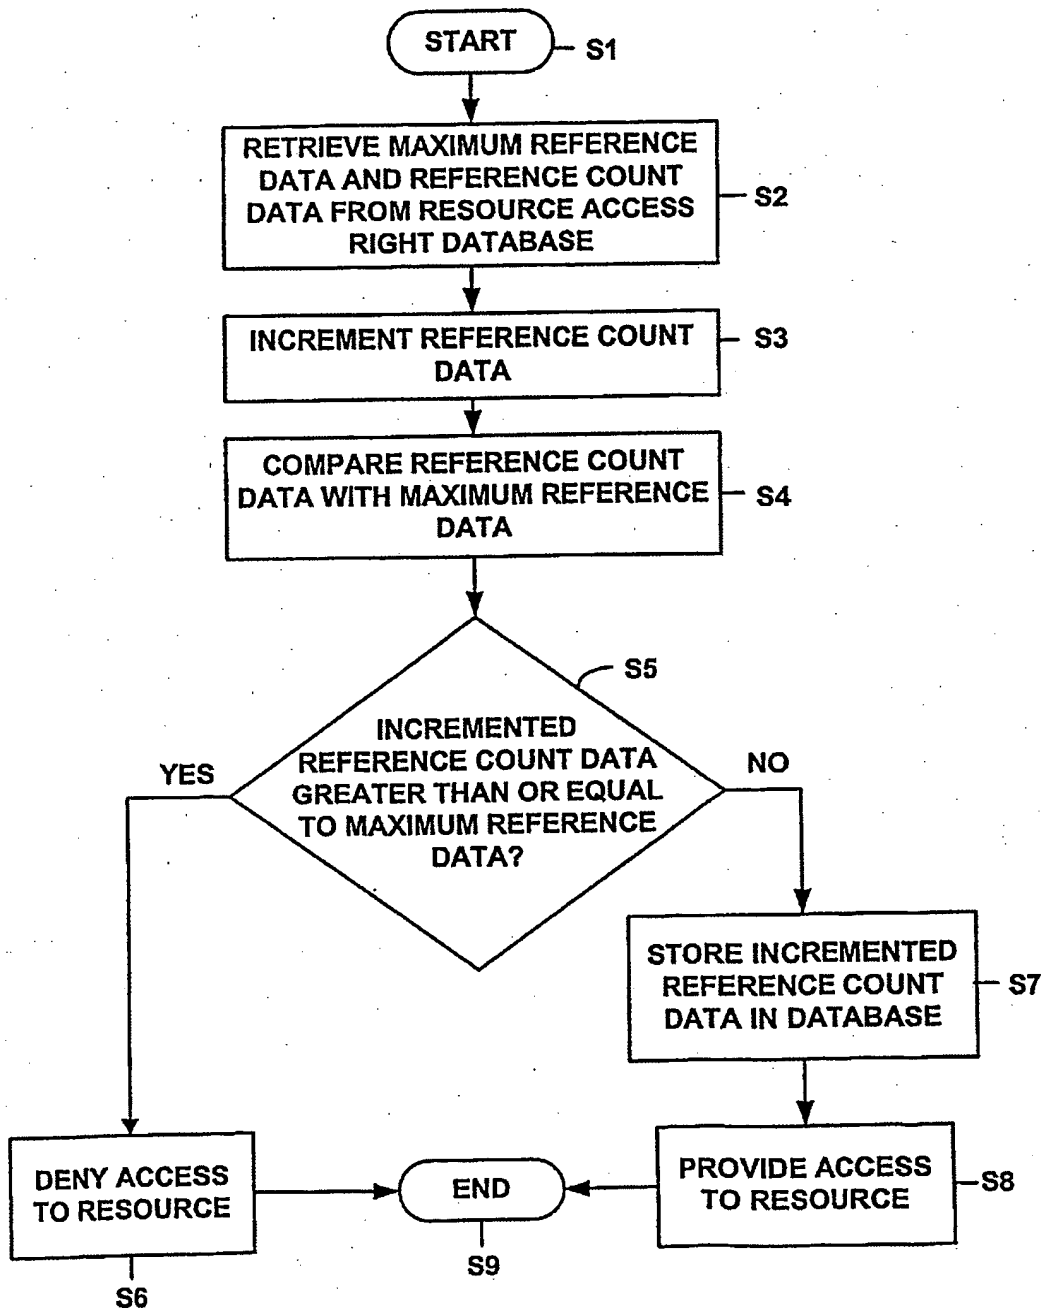 START
S1
RETRIEVE MAXIMUM REFERENCE
DATA AND REFERENCE COUNT
DATA FROM RESOURCE ACCESS
RIGHT DATABASE
S2
INCREMENT REFERENCE COUNT
DATA
S3
COMPARE REFERENCE COUNT
DATA WITH MAXIMUM REFERENCE
DATA
S4
S5
INCREMENTED
REFERENCE COUNT DATA
GREATER THAN OR EQUAL
TO MAXIMUM REFERENCE
DATA?
YES
NO
STORE INCREMENTED
REFERENCE COUNT
DATA IN DATABASE
S7
DENY ACCESS
TO RESOURCE
S6
END
S9
PROVIDE ACCESS
TO RESOURCE
S8